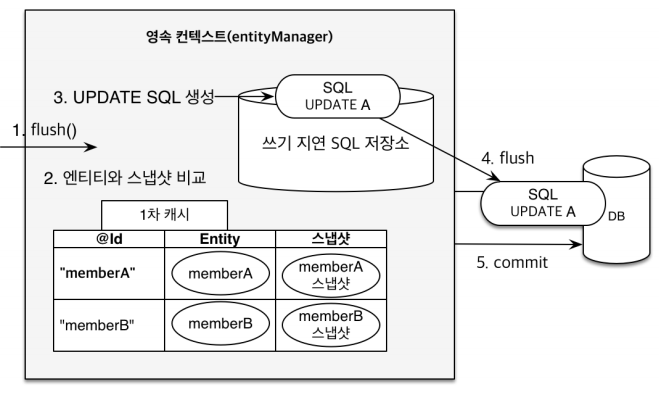 영속 컨텍스트(entityManager)
3. UPDATE SQL 생성
SQL
UPDATE A
1. flush()
쓰기 지연 SQL 저장소
4. flush
2. 엔티티와 스냅샷 비교
SQL
UPDATE A
DB
1차 캐시
@Id Entity 스냅샷
5. commit
"memberA" memberA memberA
스냅샷
"memberB" memberB memberB
스냅샷